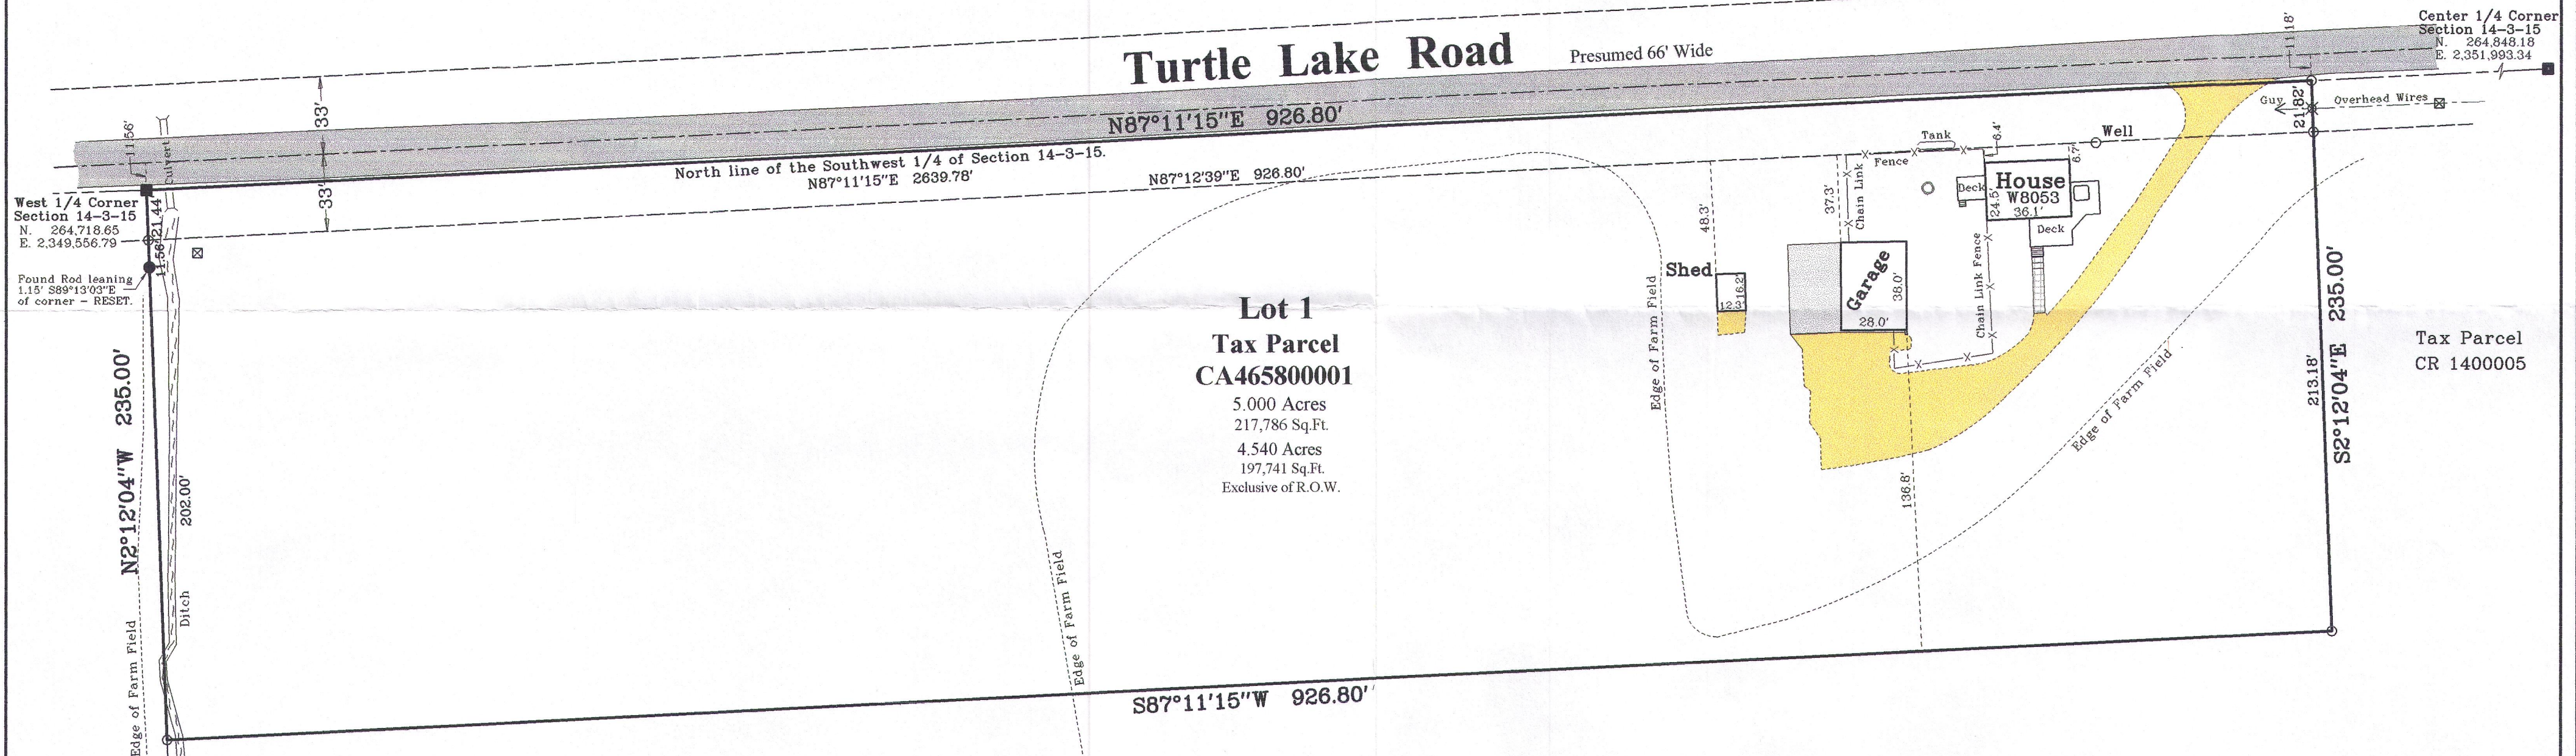 Turtle Lake Road
Presumed 66' Wide
Center 1/4 Corner
Section 14-3-15
N. 264,848.18
E. 2,351,993.34
11.18'
33'
33'
11.56'
Culvert
N87°11'15"E 926.80'
North line of the Southwest 1/4 of Section 14-3-15.
N87°11'15"E 2639.78'
N87°12'39"E 926.80'
West 1/4 Corner
Section 14-3-15
N. 264,718.65
E. 2,349,556.79
21.44'
11.56'
Found Rod leaning
1.15' S89°13'03"E
of corner - RESET.
N2°12'04"W 235.00'
202.00'
Ditch
Edge of Farm Field
Edge of Farm Field
Lot 1
Tax Parcel
CA465800001
5.000 Acres
217,786 Sq.Ft.
4.540 Acres
197,741 Sq.Ft.
Exclusive of R.O.W.
Edge of Farm Field
Shed
48.3'
16.2'
12.3'
37.3'
Chain Link
Fence
Tank
6.4'
Garage
38.0'
28.0'
Chain Link Fence
Deck
House
W8053
24.5'
36.1'
6.7'
Deck
Well
Guy
Overhead Wires
21.82'
136.8'
Edge of Farm Field
213.18'
S2°12'04"E 235.00'
Tax Parcel
CR 1400005
S87°11'15"W 926.80'